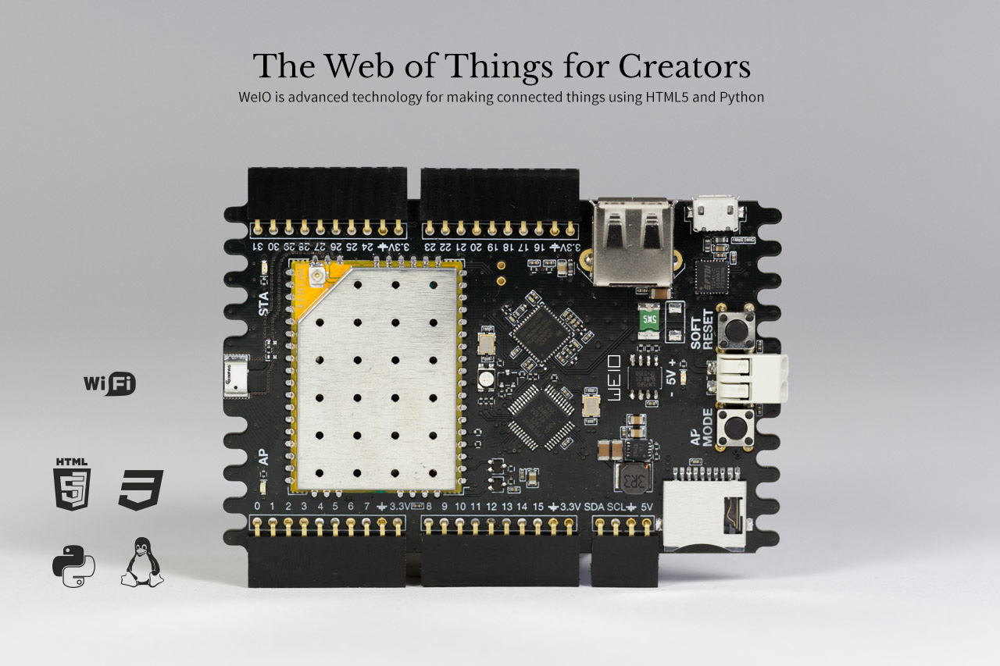 The Web of Things for Creators
WeIO is advanced technology for making connected things using HTML5 and Python
31 30 29 28 27 26 25 24 3.3V
23 22 21 20 19 18 17 16 3.3V
STA
FTDI
SOFT
RESET
WEIO
- 5V +
WiFi
AP
MODE
AP
HTML
5
3R3
0 1 2 3 4 5 6 7 3.3V 8 9 10 11 12 13 14 15 3.3V SDA SCL 5V